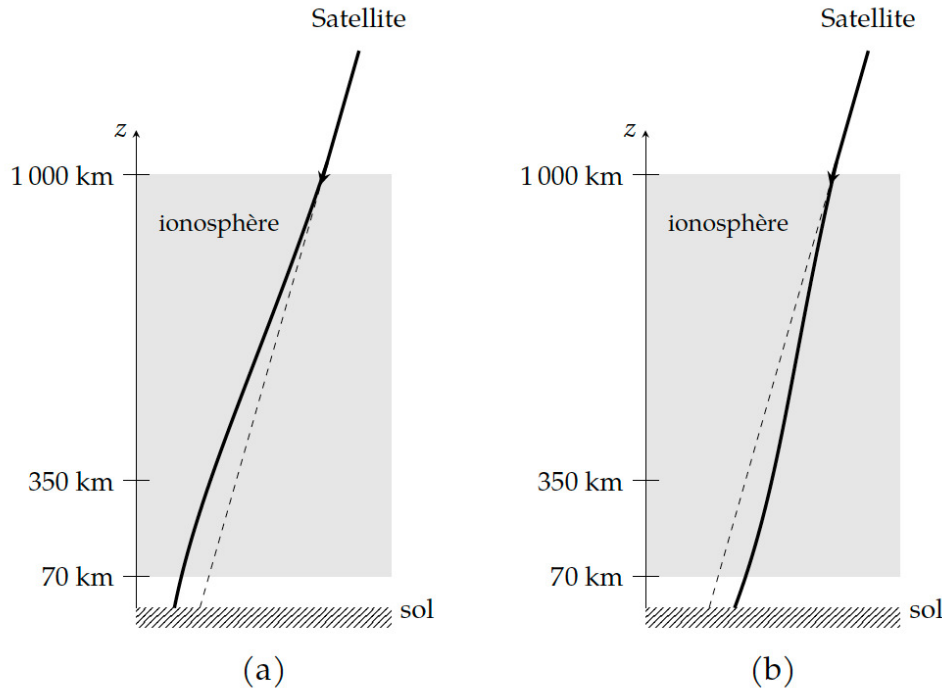 Satellite
z
1 000 km
ionosphère
350 km
70 km
sol
(a)
Satellite
z
1 000 km
ionosphère
350 km
70 km
sol
(b)